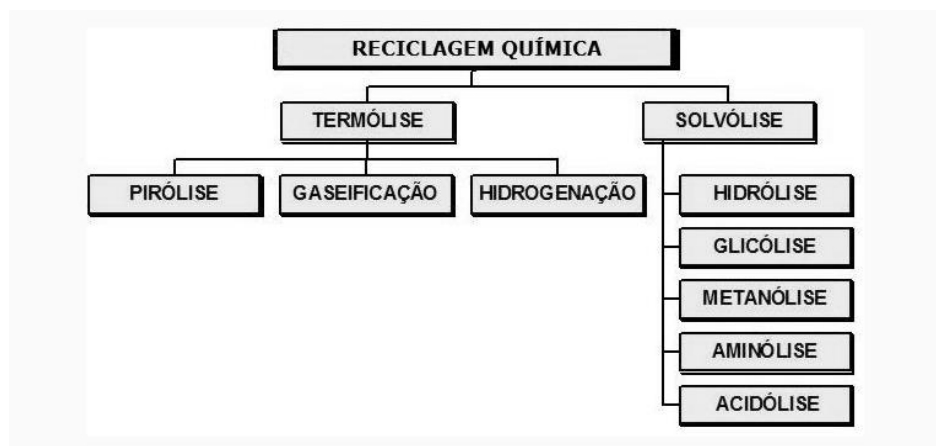 RECICLAGEM QUÍMICA
TERMÓLISE
SOLVÓLISE
PIRÓLISE
GASEIFICAÇÃO
HIDROGENAÇÃO
HIDRÓLISE
GLICÓLISE
METANÓLISE
AMINÓLISE
ACIDÓLISE